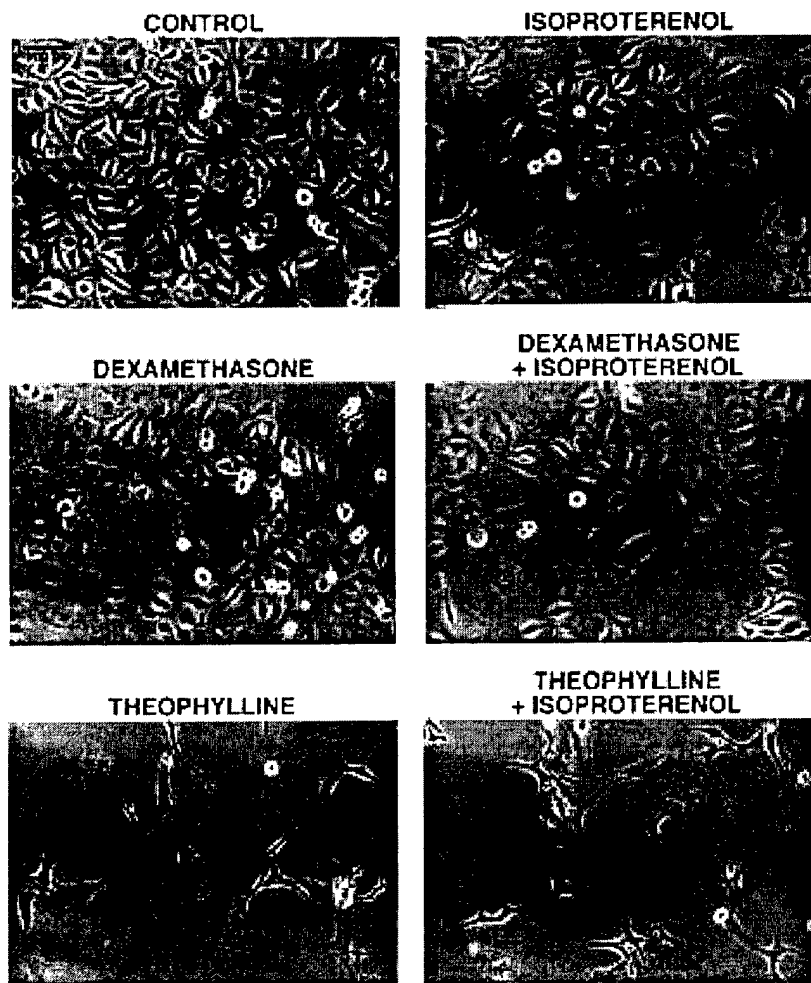 CONTROL
ISOPROTERENOL
DEXAMETHASONE
DEXAMETHASONE
+ ISOPROTERENOL
THEOPHYLLINE
THEOPHYLLINE
+ ISOPROTERENOL